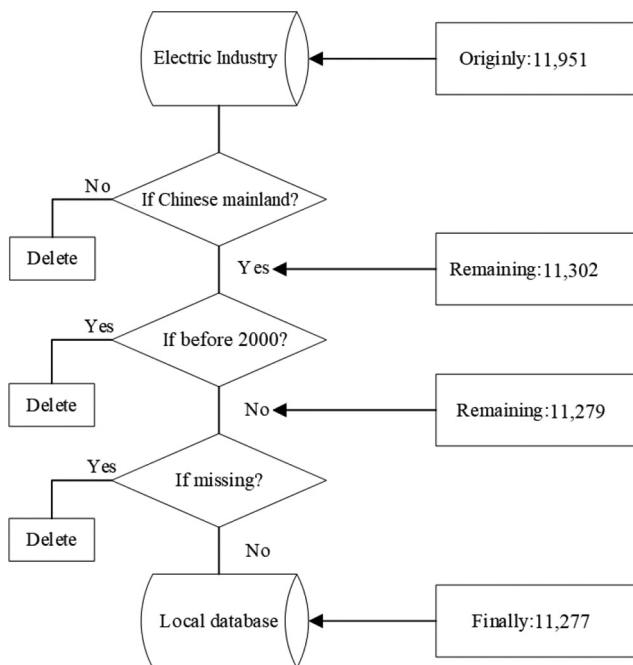 Electric Industry
Originly:11,951
No
If Chinese mainland?
Delete
Yes
Remaining:11,302
Yes
If before 2000?
Delete
No
Remaining:11,279
Yes
If missing?
Delete
No
Local database
Finally:11,277